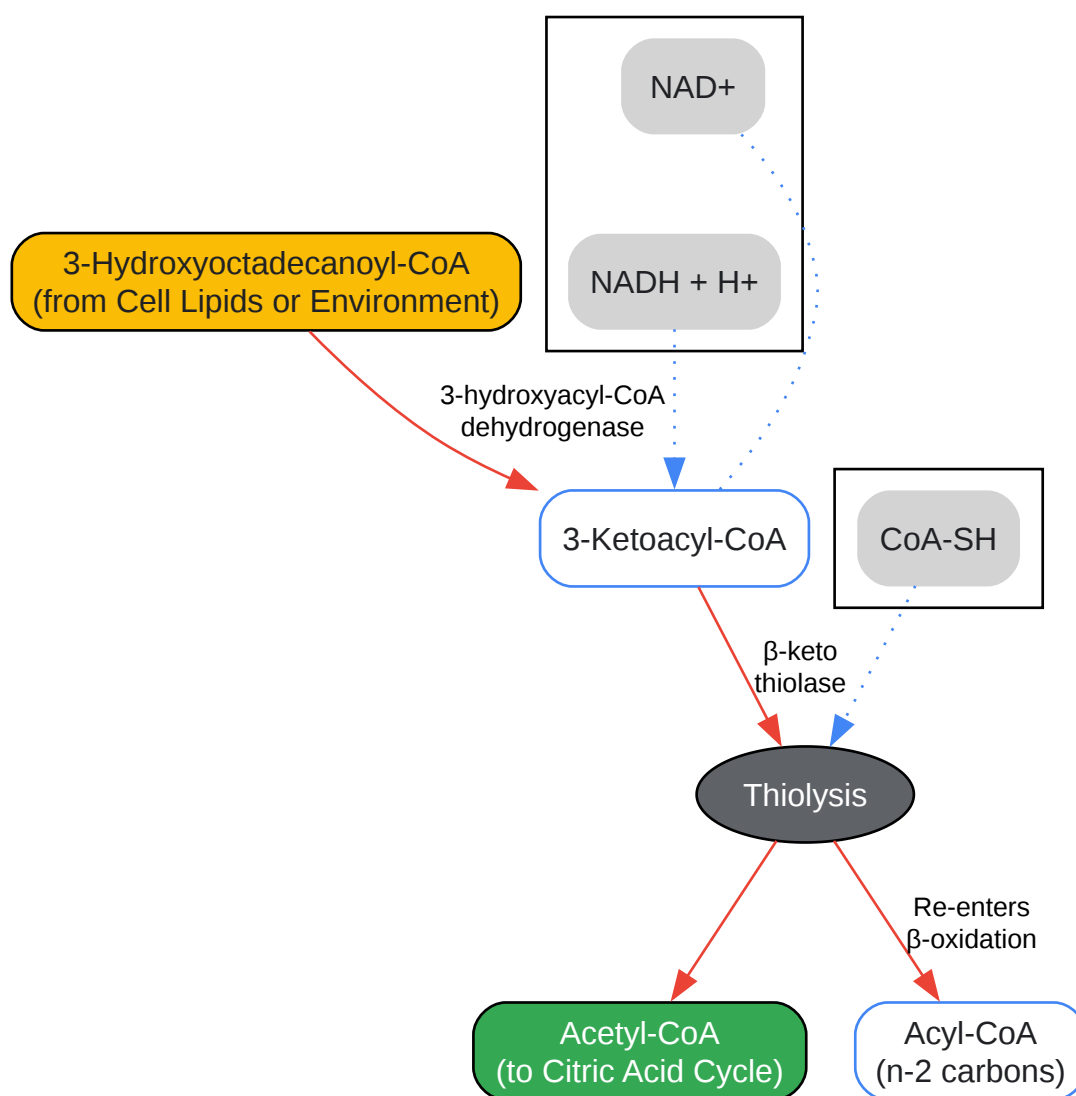 NAD+
3-Hydroxyoctadecanoyl-CoA
(from Cell Lipids or Environment)
NADH + H+
3-hydroxyacyl-CoA
dehydrogenase
3-Ketoacyl-CoA
CoA-SH
β-keto
thiolase
Thiolysis
Re-enters
β-oxidation
Acetyl-CoA
(to Citric Acid Cycle)
Acyl-CoA
(n-2 carbons)